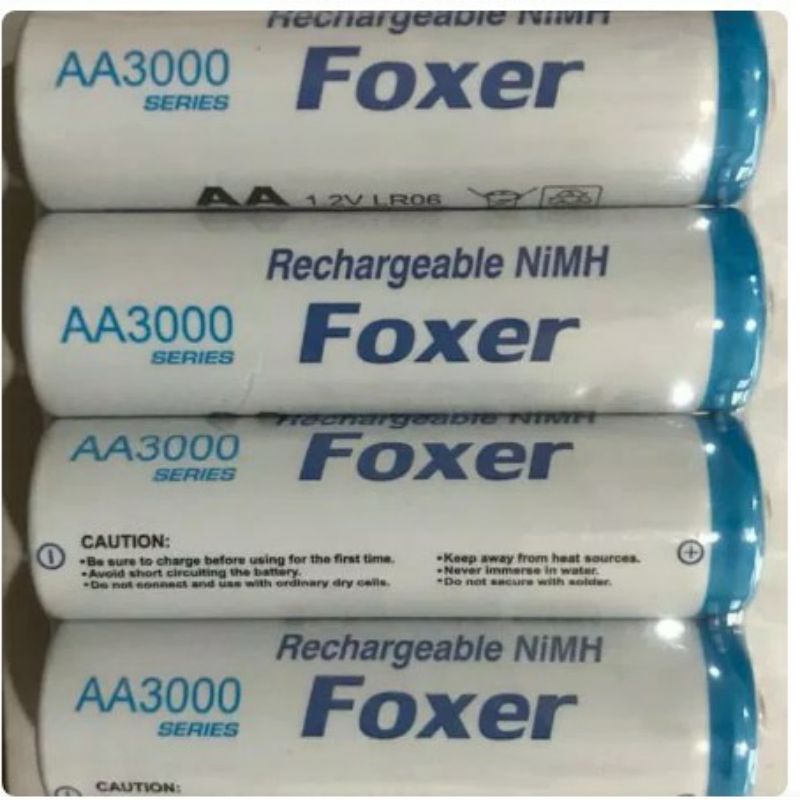 Rechargeable NiMH
AA3000 Foxer
SERIES
AA 1.2V LR06
Rechargeable NiMH
AA3000 Foxer
SERIES
Rechargeable NiMH
AA3000 Foxer
SERIES
CAUTION:
•Be sure to charge before using for the first time. •Keep away from heat sources.
•Avoid short circuiting the battery. •Never immerse in water.
•Do not connect and use with ordinary dry cells. •Do not secure with solder.
Rechargeable NiMH
AA3000 Foxer
SERIES
CAUTION: